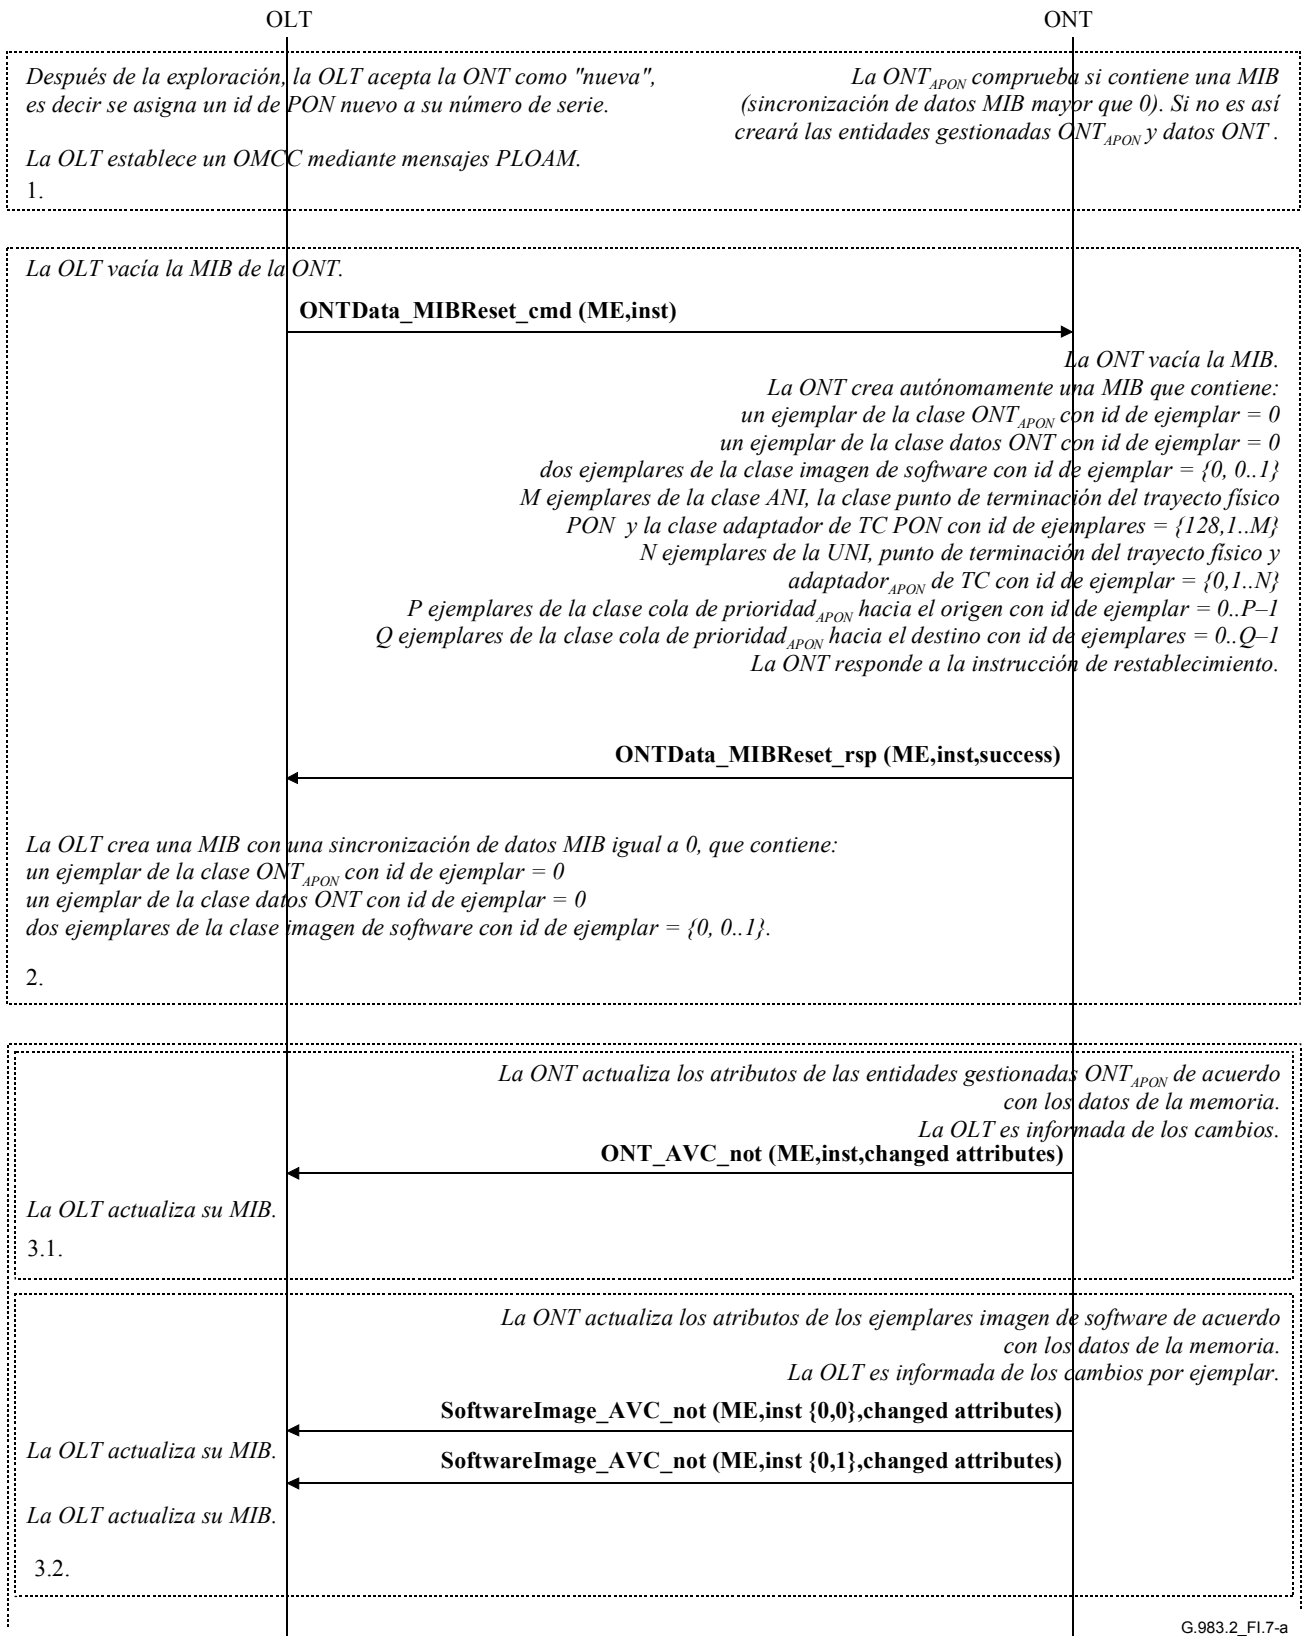 OLT
ONT
Después de la exploración, la OLT acepta la ONT como "nueva",
es decir se asigna un id de PON nuevo a su número de serie.
La OLT establece un OMCC mediante mensajes PLOAM.
1.
La ONT_APON comprueba si contiene una MIB
(sincronización de datos MIB mayor que 0). Si no es así
creará las entidades gestionadas ONT_APON y datos ONT .
La OLT vacía la MIB de la ONT.
ONTData_MIBReset_cmd (ME,inst)
La ONT vacía la MIB.
La ONT crea autónomamente una MIB que contiene:
un ejemplar de la clase ONT_APON con id de ejemplar = 0
un ejemplar de la clase datos ONT con id de ejemplar = 0
dos ejemplares de la clase imagen de software con id de ejemplar = {0, 0..1}
M ejemplares de la clase ANI, la clase punto de terminación del trayecto físico
PON y la clase adaptador de TC PON con id de ejemplares = {128,1..M}
N ejemplares de la UNI, punto de terminación del trayecto físico y
adaptador_APON de TC con id de ejemplar = {0,1..N}
P ejemplares de la clase cola de prioridad_APON hacia el origen con id de ejemplar = 0..P–1
Q ejemplares de la clase cola de prioridad_APON hacia el destino con id de ejemplares = 0..Q–1
La ONT responde a la instrucción de restablecimiento.
ONTData_MIBReset_rsp (ME,inst,success)
La OLT crea una MIB con una sincronización de datos MIB igual a 0, que contiene:
un ejemplar de la clase ONT_APON con id de ejemplar = 0
un ejemplar de la clase datos ONT con id de ejemplar = 0
dos ejemplares de la clase imagen de software con id de ejemplar = {0, 0..1}.
2.
La ONT actualiza los atributos de las entidades gestionadas ONT_APON de acuerdo
con los datos de la memoria.
La OLT es informada de los cambios.
ONT_AVC_not (ME,inst,changed attributes)
La OLT actualiza su MIB.
3.1.
La ONT actualiza los atributos de los ejemplares imagen de software de acuerdo
con los datos de la memoria.
La OLT es informada de los cambios por ejemplar.
SoftwareImage_AVC_not (ME,inst {0,0},changed attributes)
La OLT actualiza su MIB.
SoftwareImage_AVC_not (ME,inst {0,1},changed attributes)
La OLT actualiza su MIB.
3.2.
G.983.2_FI.7-a